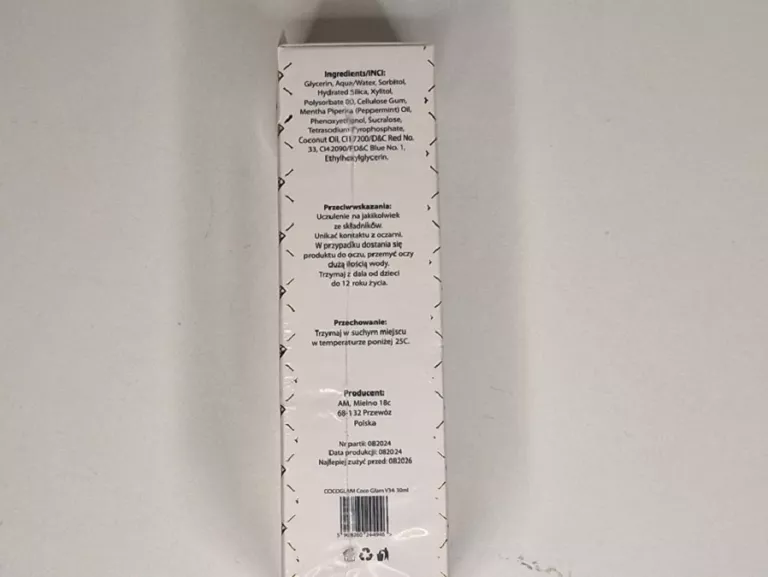 Ingredients/INCI:
Glycerin, Aqua/Water, Sorbitol,
Hydrated Silica, Xylitol,
Polysorbate 80, Cellulose Gum,
Mentha Piperita (Peppermint) Oil,
Phenoxyethanol, Sucralose,
Tetrasodium Pyrophosphate,
Coconut Oil, CI17200/D&C Red No.
33, CI42090/FD&C Blue No. 1,
Ethylhexylglycerin.
Przeciwwskazania:
Uczulenie na jakikolwiek
ze składników.
Unikać kontaktu z oczami.
W przypadku dostania się
produktu do oczu, przemyć oczy
dużą ilością wody.
Trzymaj z dala od dzieci
do 12 roku życia.
Przechowanie:
Trzymaj w suchym miejscu
w temperaturze poniżej 25C.
Producent:
AM, Mielno 18c
68-132 Przewóz
Polska
Nr partii: 082024
Data produkcji: 082024
Najlepiej zużyć przed: 082026
COCOGLAM Coco Glam V34 30ml